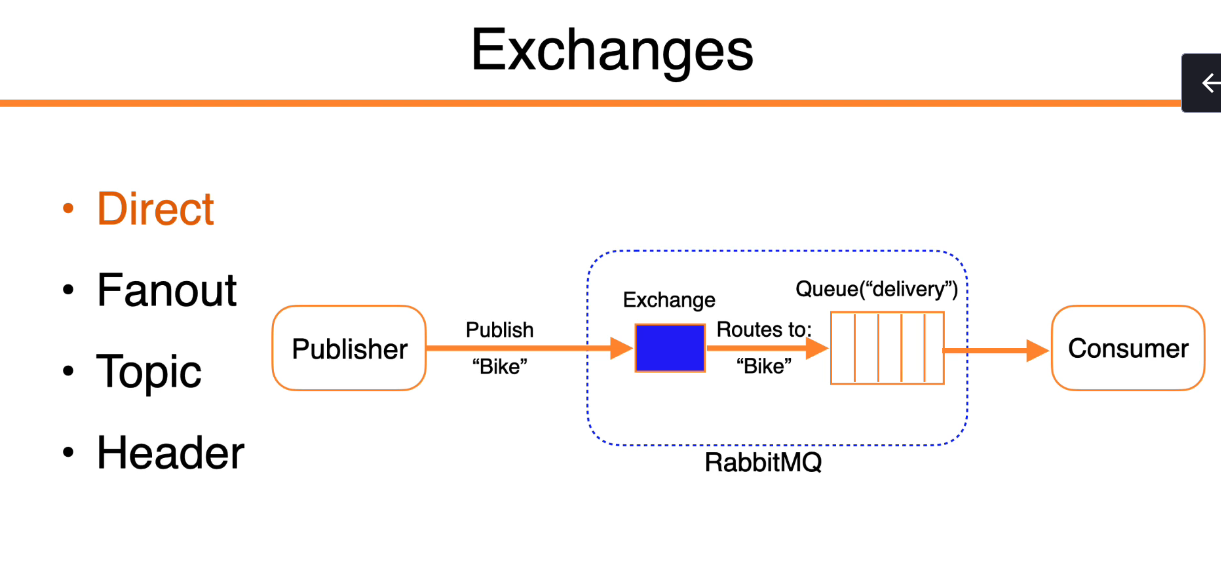 Exchanges
• Direct
• Fanout
• Topic
• Header
Publisher
Publish
“Bike”
Exchange
Routes to:
“Bike”
Queue(“delivery”)
Consumer
RabbitMQ